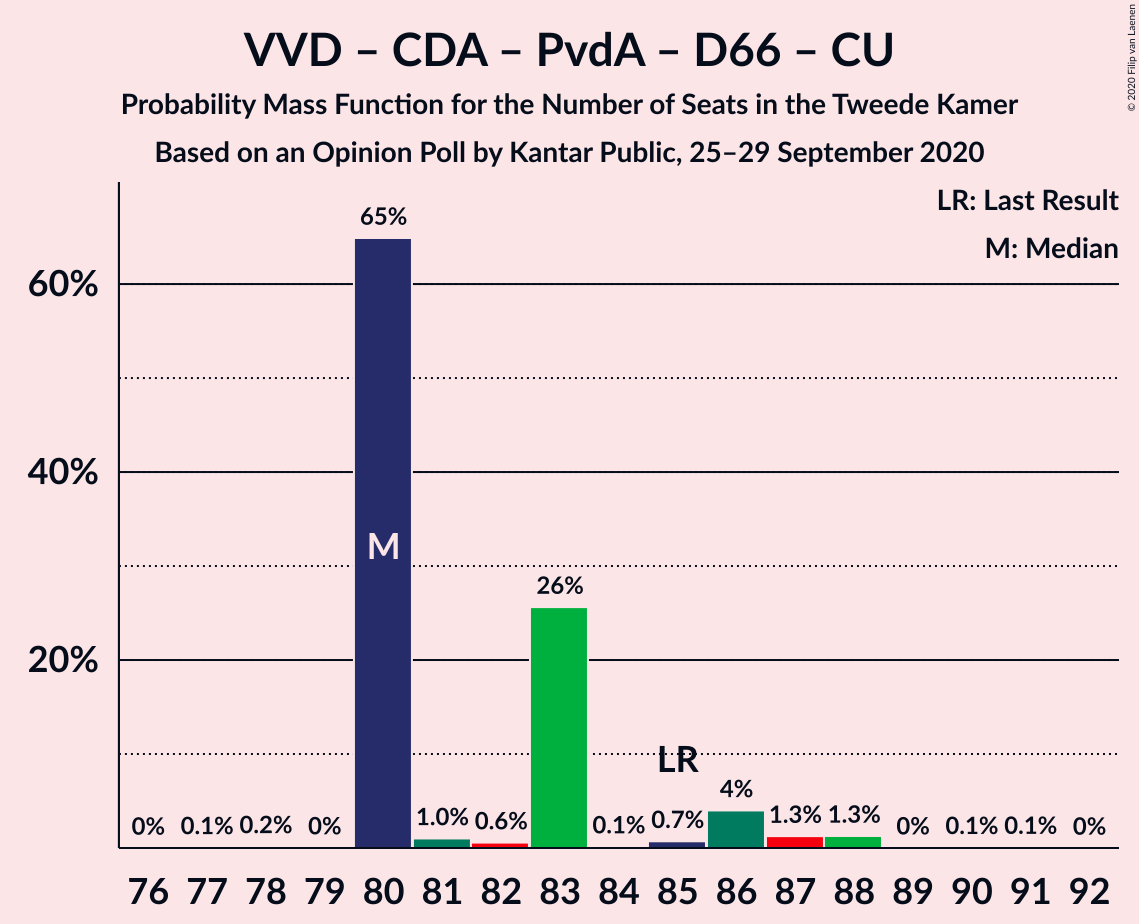 VVD – CDA – PvdA – D66 – CU
Probability Mass Function for the Number of Seats in the Tweede Kamer
Based on an Opinion Poll by Kantar Public, 25–29 September 2020
© 2020 Filip van Laenen
LR: Last Result
M: Median
65%
60%
40%
M
26%
20%
LR
4%
0% 0.1% 0.2% 0% 1.0% 0.6% 0.1% 0.7% 1.3% 1.3% 0% 0.1% 0.1% 0%
76 77 78 79 80 81 82 83 84 85 86 87 88 89 90 91 92